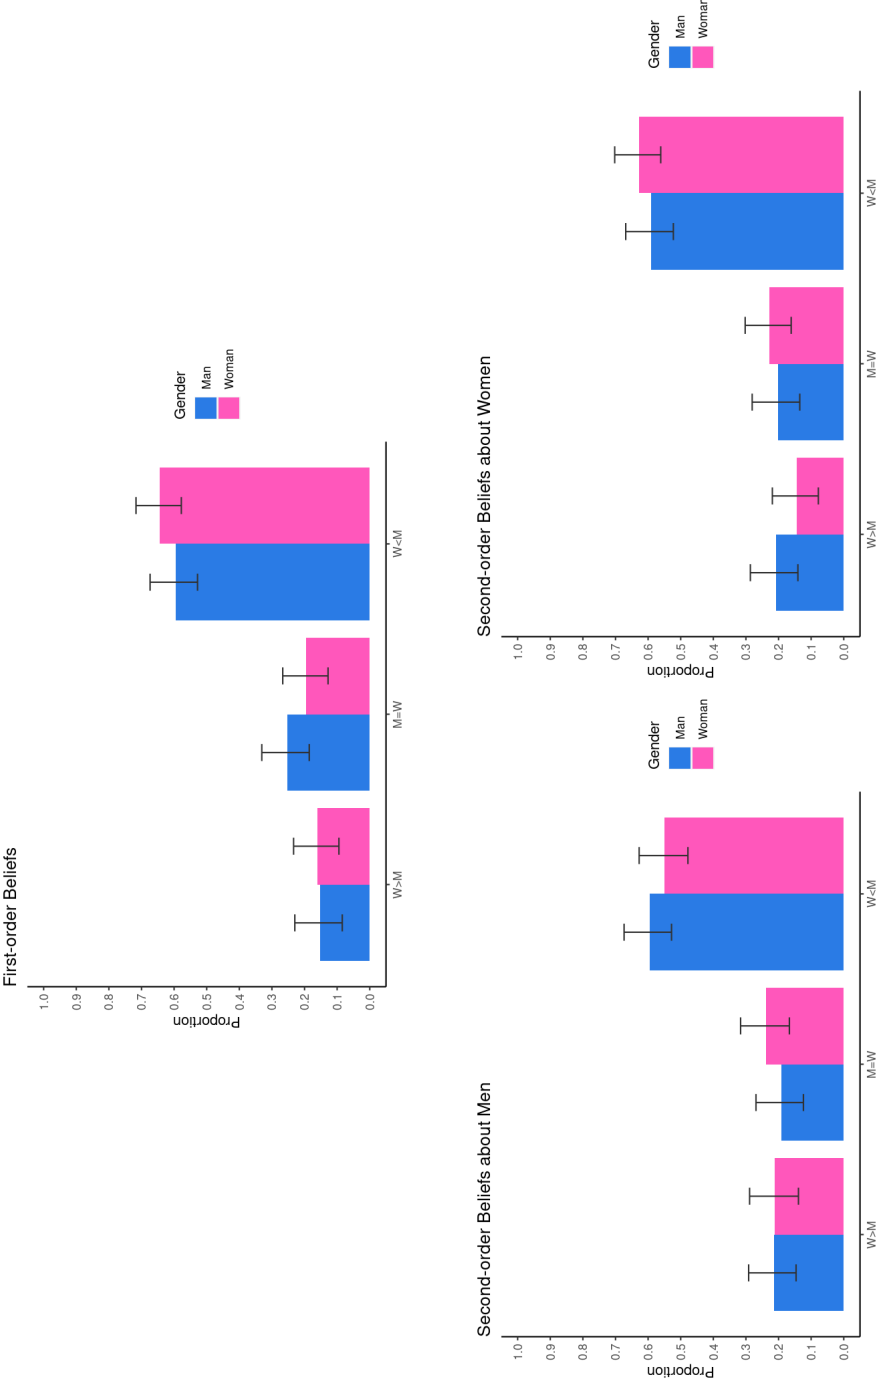 First-order Beliefs
Proportion
1.0
0.9
0.8
0.7
0.6
0.5
0.4
0.3
0.2
0.1
0.0
W>M
M=W
W<M
Gender
Man
Woman
Second-order Beliefs about Men
Proportion
1.0
0.9
0.8
0.7
0.6
0.5
0.4
0.3
0.2
0.1
0.0
W>M
M=W
W<M
Gender
Man
Woman
Second-order Beliefs about Women
Proportion
1.0
0.9
0.8
0.7
0.6
0.5
0.4
0.3
0.2
0.1
0.0
W>M
M=W
W<M
Gender
Man
Woman